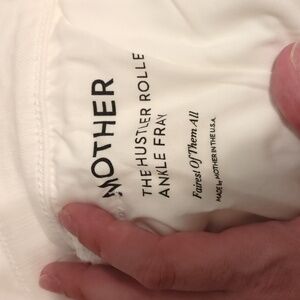 MOTHER
THE HUSTLER ROLLE
ANKLE FRAY
Fairest Of Them All
MADE by MOTHER IN THE U.S.A.